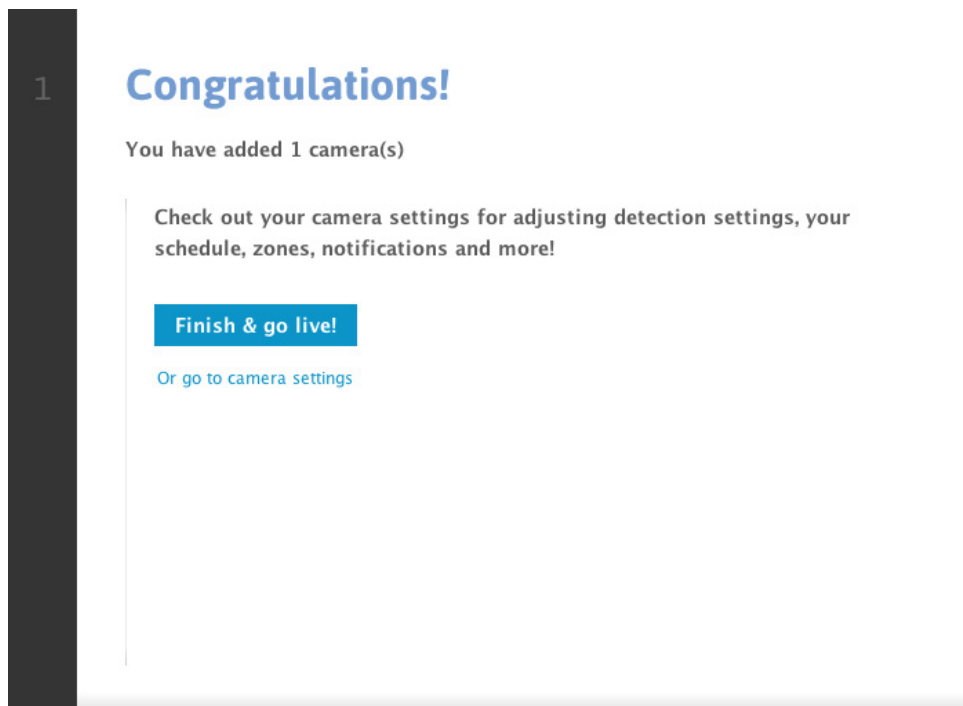 1
Congratulations!
You have added 1 camera(s)
Check out your camera settings for adjusting detection settings, your
schedule, zones, notifications and more!
Finish & go live!
Or go to camera settings